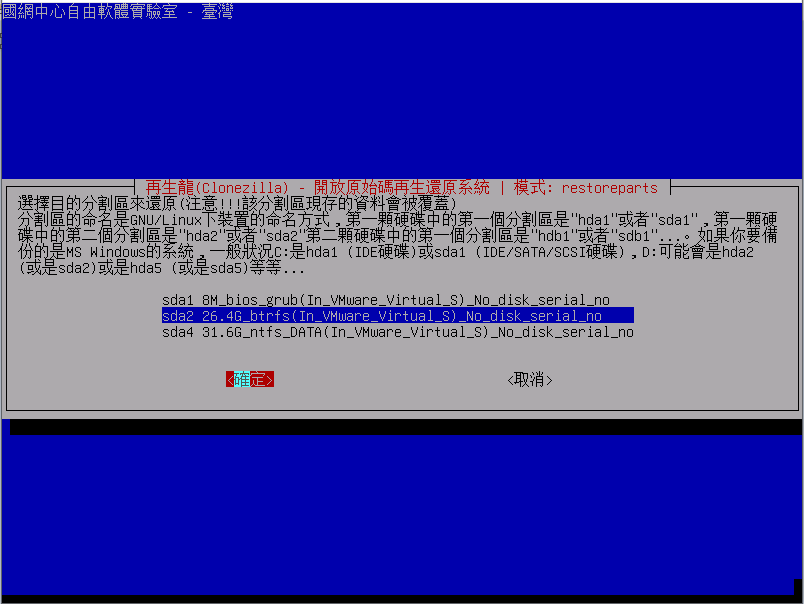 國網中心自由軟體實驗室 - 臺灣
再生龍(Clonezilla) - 開放原始碼再生還原系統 | 模式: restoreparts
選擇目的分割區來還原(注意!!!該分割區現存的資料會被覆蓋)
分割區的命名是GNU/Linux下裝置的命名方式，第一顆硬碟中的第一個分割區是"hda1"或者"sda1"，第一顆硬
碟中的第二個分割區是"hda2"或者"sda2"第二顆硬碟中的第一個分割區是"hdb1"或者"sdb1"...。如果你要備
份的是MS Windows的系統，一般狀況C:是hda1 (IDE硬碟)或sda1 (IDE/SATA/SCSI硬碟)，D:可能會是hda2
(或是sda2)或是hda5 (或是sda5)等等...
sda1 8M_bios_grub(In_VMware_Virtual_S)_No_disk_serial_no
sda2 26.4G_btrfs(In_VMware_Virtual_S)_No_disk_serial_no
sda4 31.6G_ntfs_DATA(In_VMware_Virtual_S)_No_disk_serial_no
<確定> <取消>